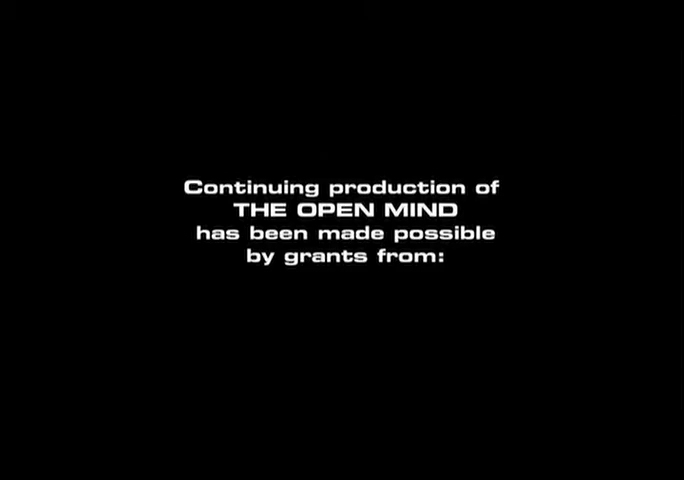 Continuing production of
THE OPEN MIND
has been made possible
by grants from: